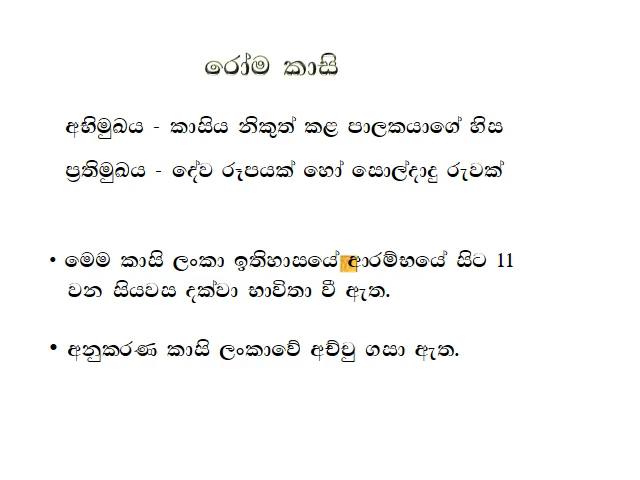 රෝම කාසි
අභිමුඛය - කාසිය නිකුත් කළ පාලකයාගේ හිස
ප්‍රතිමුඛය - දේව රූපයක් හෝ සොල්දාදු රුවක්
• මෙම කාසි ලංකා ඉතිහාසයේ ආරම්භයේ සිට 11
වන සියවස දක්වා භාවිතා වී ඇත.
• අනුකරණ කාසි ලංකාවේ අච්චු ගසා ඇත.